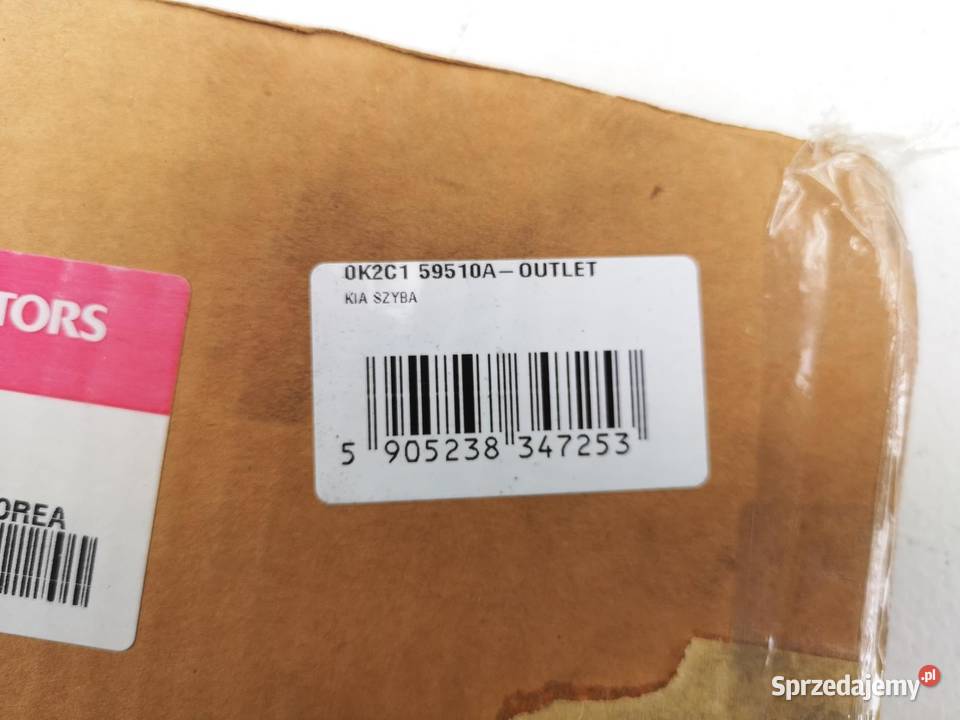 TORS
OREA
0K2C1 59510A-OUTLET
KIA SZYBA
5 905238 347253
Sprzedajemy.pl